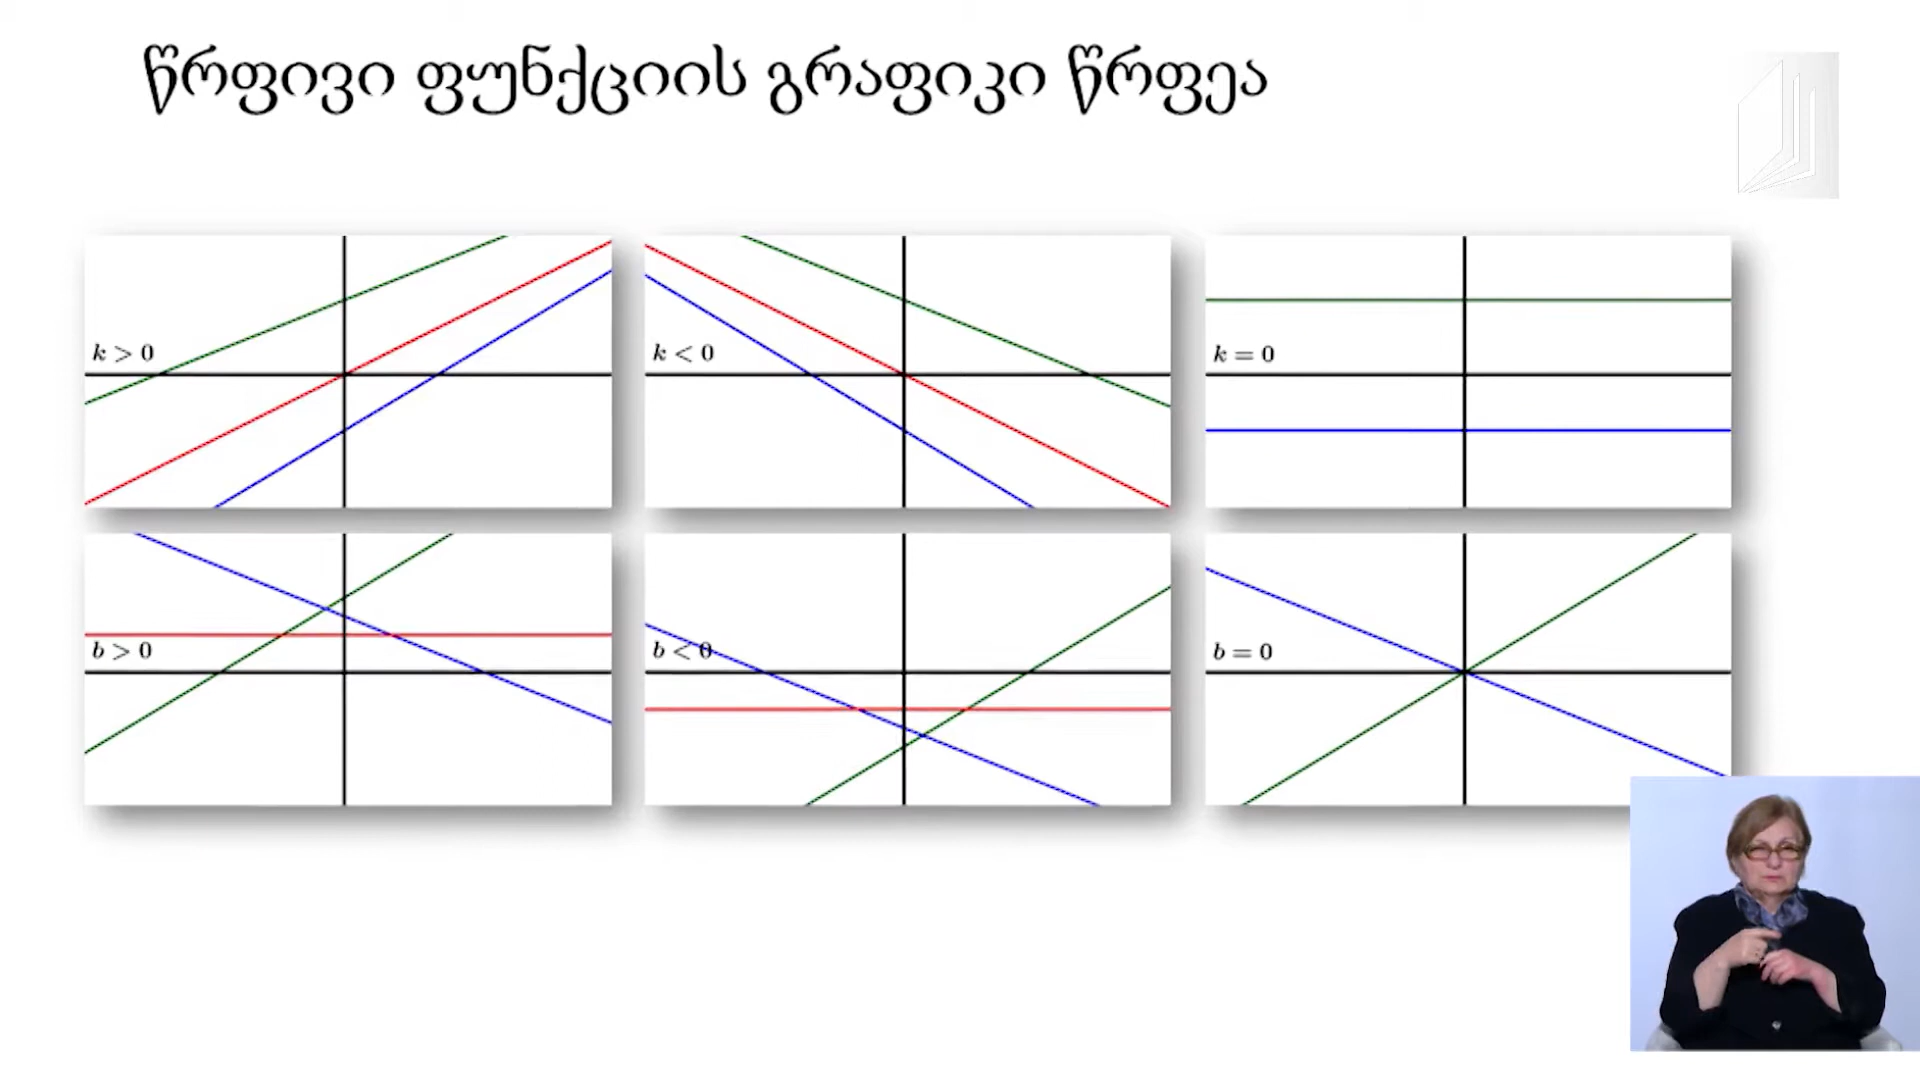 წრფივი ფუნქციის გრაფიკი წრფეა
k > 0
k < 0
k = 0
b > 0
b < 0
b = 0